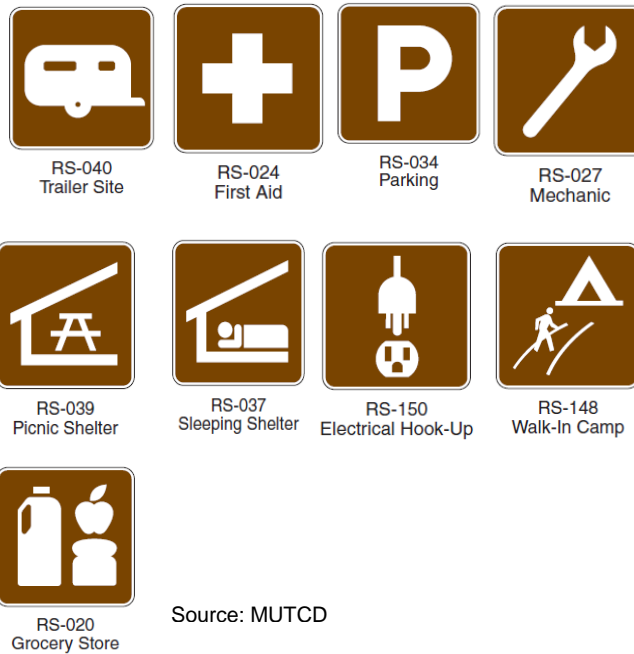 P
RS-040
Trailer Site
RS-024
First Aid
RS-034
Parking
RS-027
Mechanic
RS-039
Picnic Shelter
RS-037
Sleeping Shelter
RS-150
Electrical Hook-Up
RS-148
Walk-In Camp
RS-020
Grocery Store
Source: MUTCD